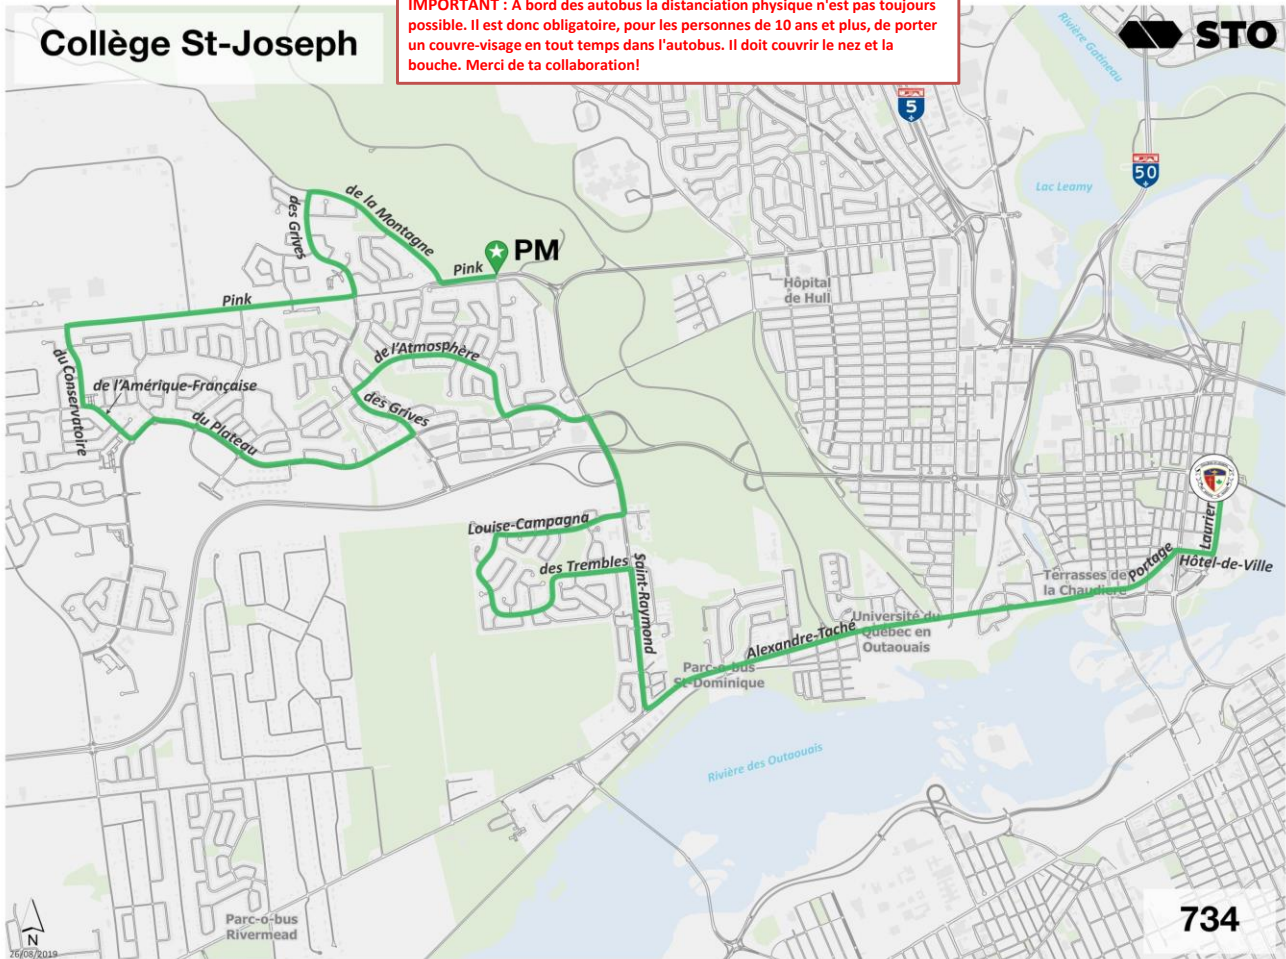 IMPORTANT : A bord des autobus la distanciation physique n'est pas toujours
possible. Il est donc obligatoire, pour les personnes de 10 ans et plus, de porter
un couvre-visage en tout temps dans l'autobus. Il doit couvrir le nez et la
bouche. Merci de ta collaboration!
Collège St-Joseph
STO
Rivière Gatineau
5
50
Lac Leamy
de la Montagne
des Grives
PM
Pink
Pink
Hôpital
de Hull
de l'Atmosphère
du Conservatoire
de l'Amérique-Française
des Grives
du Plateau
Louise-Campagna
des Trembles
Saint-Raymond
Laurier
Portage
Hôtel-de-Ville
Terrasses de
la Chaudière
Université du
Québec en
Outaouais
Alexandre-Taché
Parc-o-bus
St-Dominique
Rivière des Outaouais
Parc-o-bus
Rivermead
N
26/08/2019
734